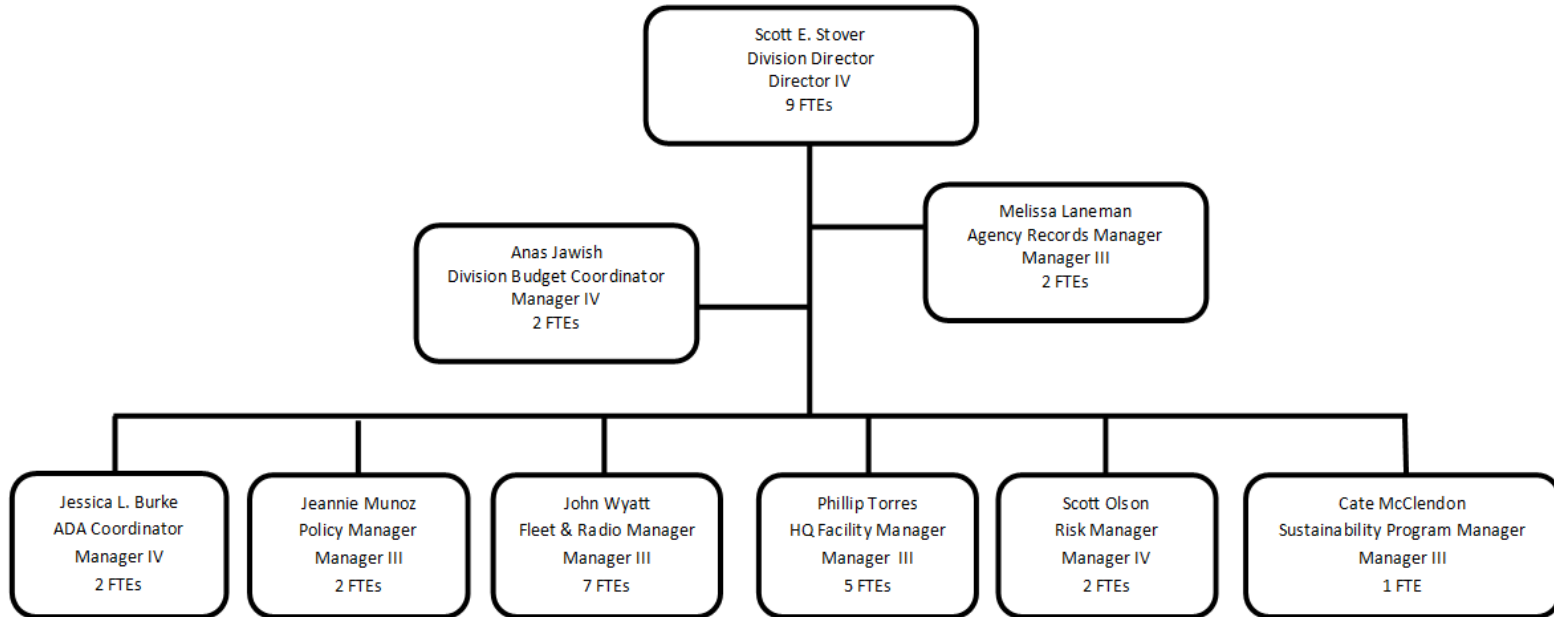 Scott E. Stover
Division Director
Director IV
9 FTEs
Melissa Laneman
Agency Records Manager
Manager III
2 FTEs
Anas Jawish
Division Budget Coordinator
Manager IV
2 FTEs
Jessica L. Burke
ADA Coordinator
Manager IV
2 FTEs
Jeannie Munoz
Policy Manager
Manager III
2 FTEs
John Wyatt
Fleet & Radio Manager
Manager III
7 FTEs
Phillip Torres
HQ Facility Manager
Manager III
5 FTEs
Scott Olson
Risk Manager
Manager IV
2 FTEs
Cate McClendon
Sustainability Program Manager
Manager III
1 FTE